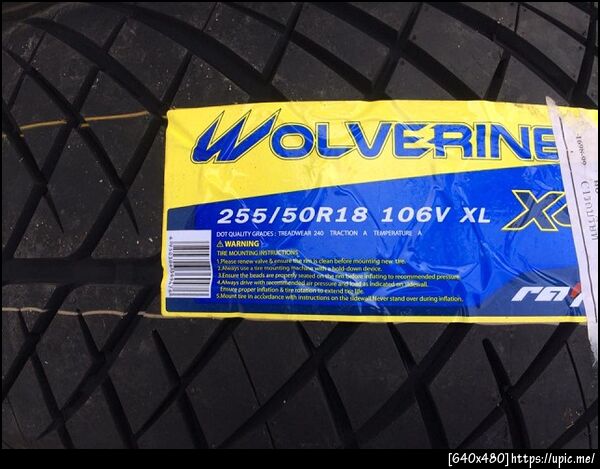 WOLVERINE
255/50R18 106V XL
DOT QUALITY GRADES : TREADWEAR 240 TRACTION A TEMPERATURE A
WARNING
TIRE MOUNTING INSTRUCTIONS
1.Please renew valve & ensure the rim is clean before mounting new tire.
2.Always use a tire mounting machine with a hold-down device.
3.Ensure the beads are properly seated on the rim before inflating to recommended pressure.
4.Always drive with recommended air pressure and load as indicated on sidewall.
Ensure proper inflation & tire rotation to extend tire life.
5.Mount tire in accordance with instructions on the sidewall.Never stand over during inflation.
[640x480]https://upic.me/